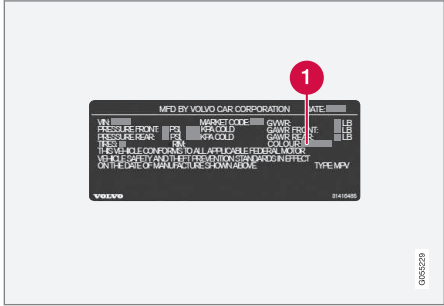 1
MFD BY VOLVO CAR CORPORATION DATE:
VIN: MARKET CODE: GVWR: LB
PRESSURE FRONT: PSI, KPA COLD GAWR FRONT: LB
PRESSURE REAR: PSI, KPA COLD GAWR REAR: LB
TIRES: RIM: COLOUR:
THIS VEHICLE CONFORMS TO ALL APPLICABLE FEDERAL MOTOR
VEHICLE SAFETY AND THEFT PREVENTION STANDARDS IN EFFECT
ON THE DATE OF MANUFACTURE SHOWN ABOVE. TYPE: MPV
VOLVO 31416485
G055229